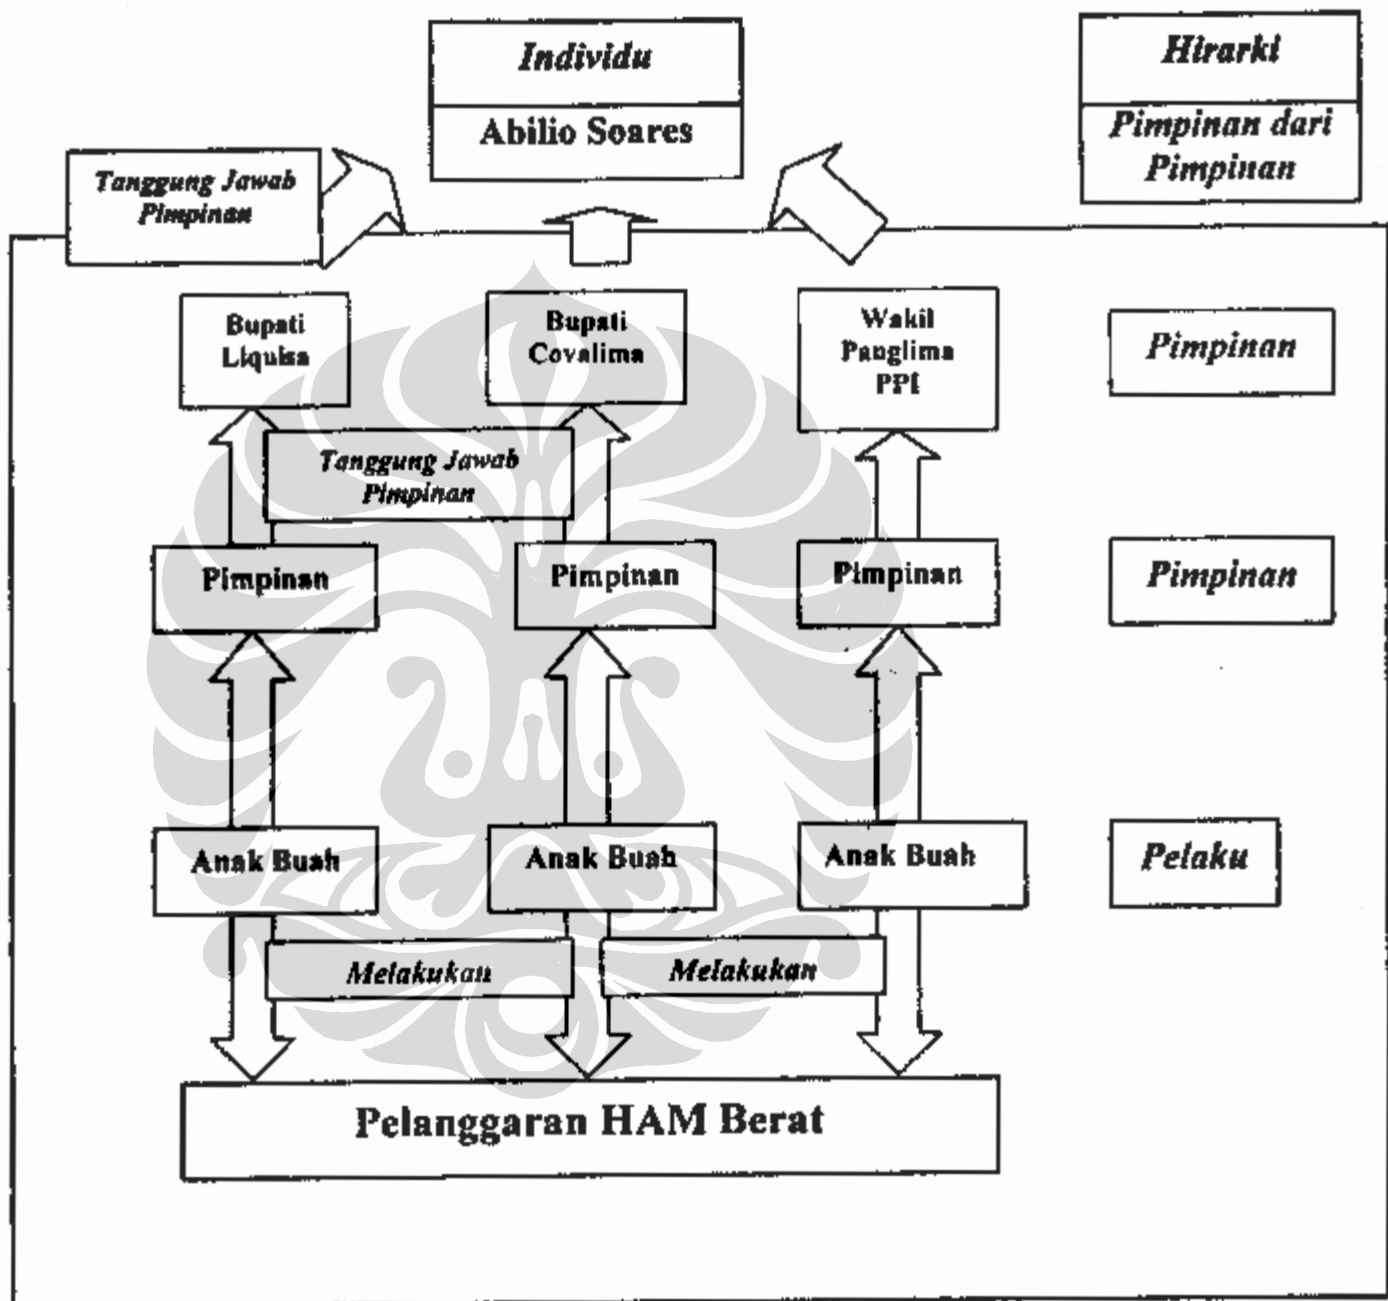 Individu
Hirarki
Abilio Soares
Pimpinan dari
Pimpinan
Tanggung Jawab
Pimpinan
Bupati
Liquisa
Bupati
Covalima
Wakil
Panglima
PPI
Pimpinan
Tanggung Jawab
Pimpinan
Pimpinan
Pimpinan
Pimpinan
Pimpinan
Anak Buah
Anak Buah
Anak Buah
Pelaku
Melakukan
Melakukan
Pelanggaran HAM Berat